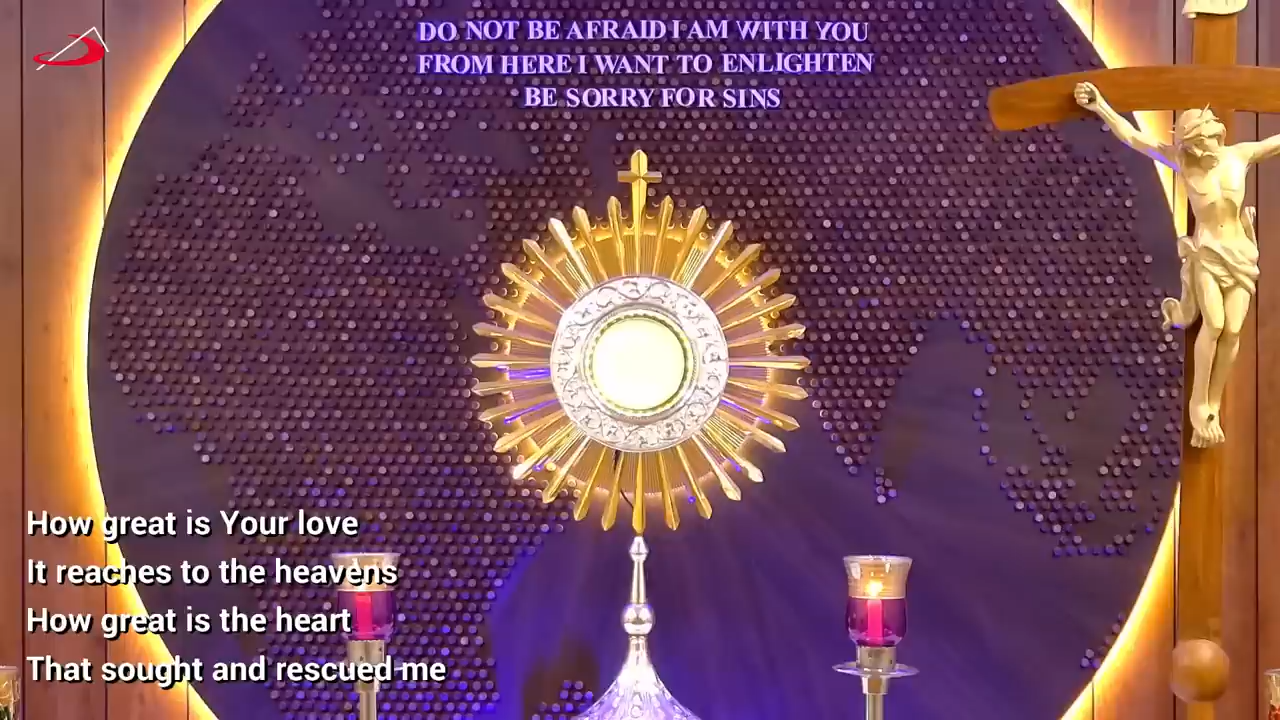 DO NOT BE AFRAID I AM WITH YOU
FROM HERE I WANT TO ENLIGHTEN
BE SORRY FOR SINS
How great is Your love
It reaches to the heavens
How great is the heart
That sought and rescued me